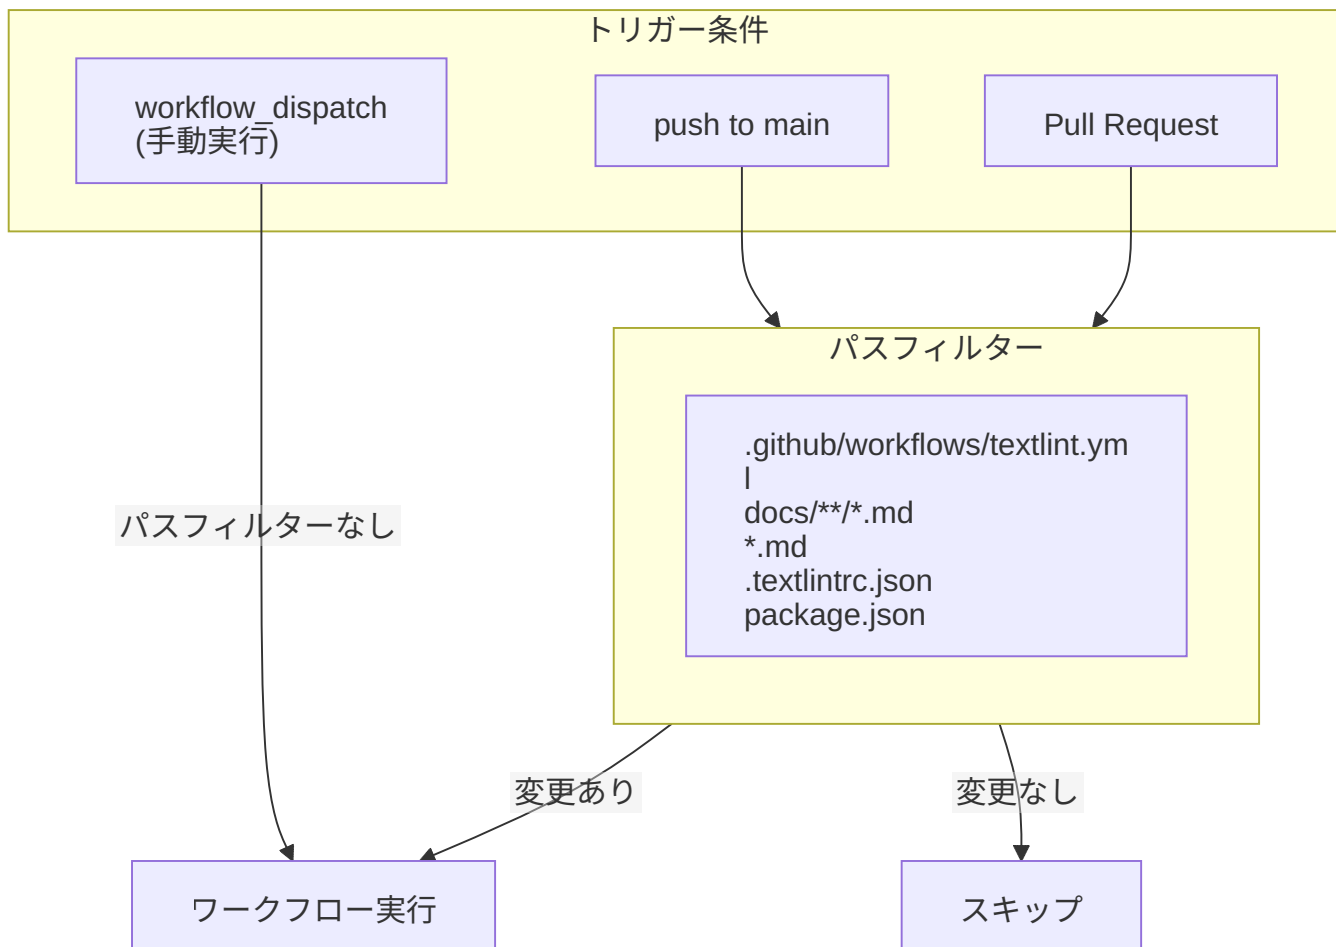 トリガー条件
workflow_dispatch
(手動実行)
push to main
Pull Request
パスフィルター
.github/workflows/textlint.ym
l
docs/**/*.md
*.md
.textlintrc.json
package.json
パスフィルターなし
変更あり
変更なし
ワークフロー実行
スキップ